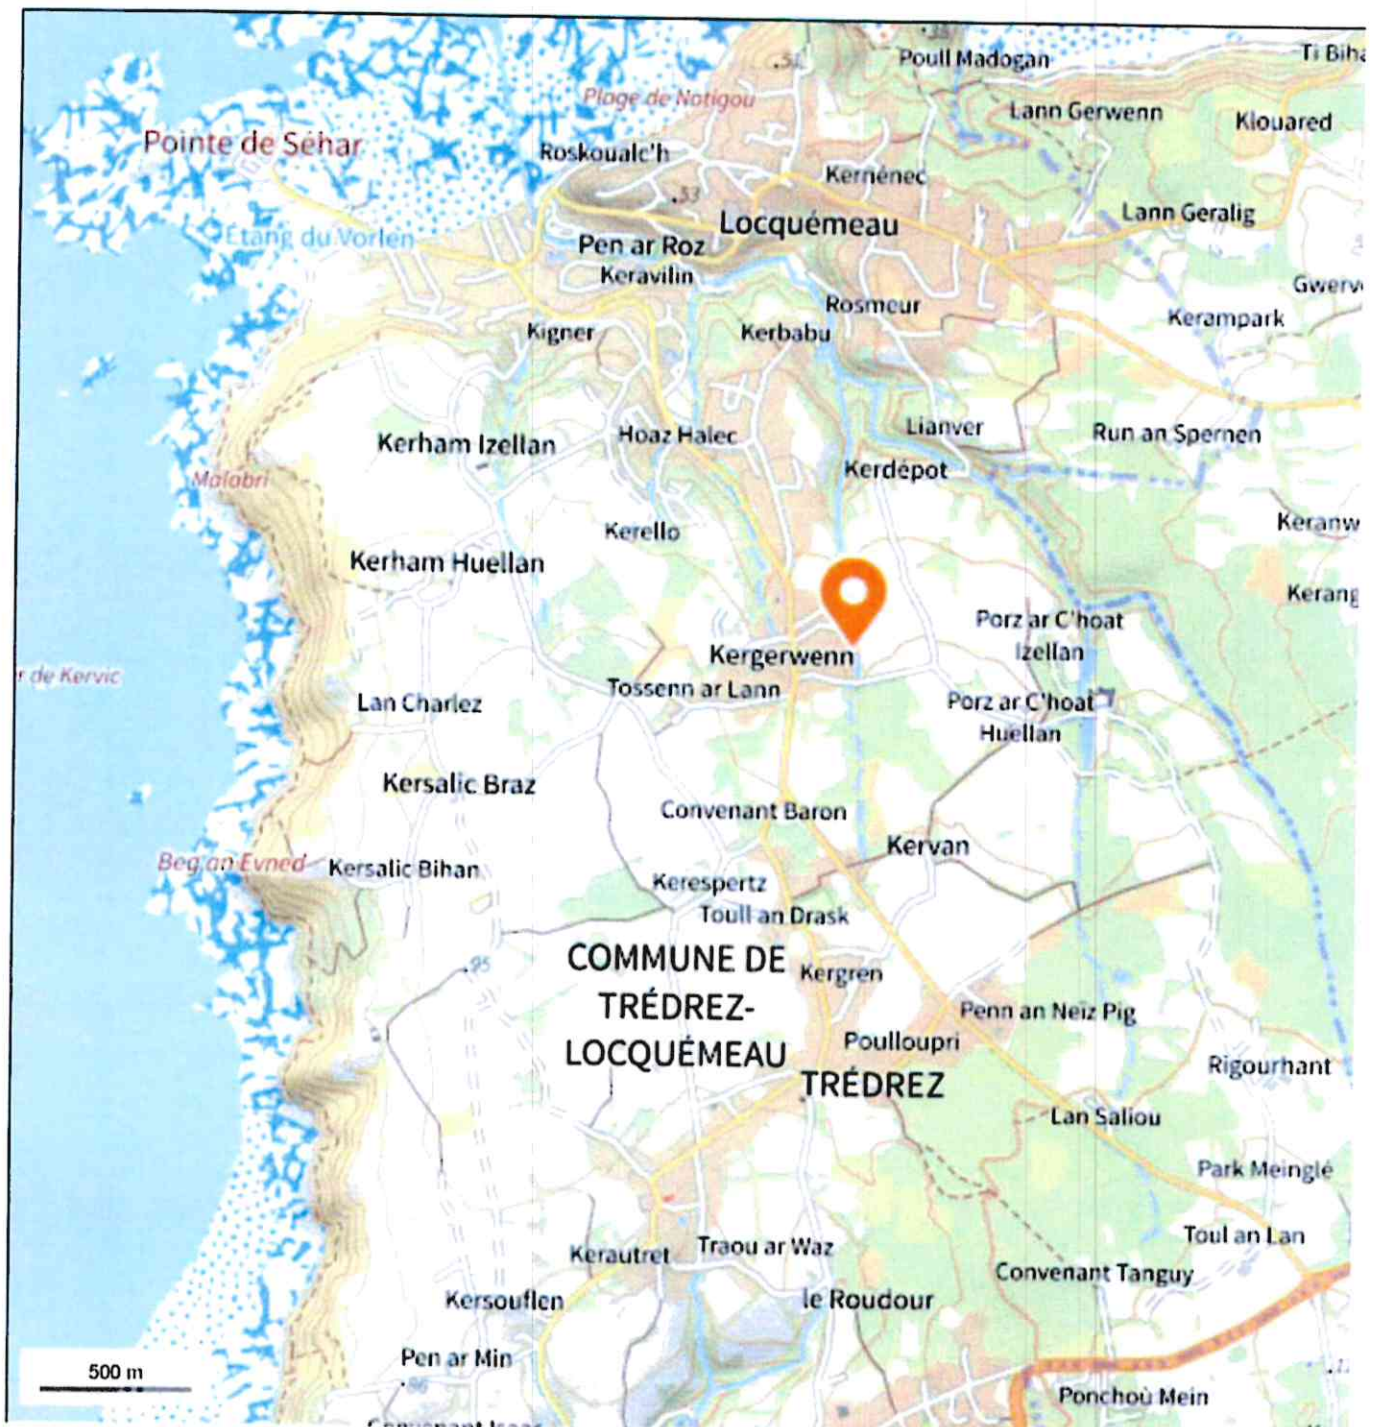 .51
38
Poull Madogan
Ti Biha
Plage de Notigou
Lann Gerwenn
Klouared
Pointe de Séhar
Roskoualc'h
Kernénec
.53
Lann Geralig
Locquémeau
Étang du Vorlen
Pen ar Roz
Keravilin
Gwerv
Rosmeur
Kerampark
Kigner
Kerbabu
Lianver
Run an Spernen
Kerham Izellan
Hoaz Halec
Kerdépot
Malabri
Keranw
Kerello
Kerham Huellan
Kerang
Porz ar C'hoat
Izellan
Kergerwenn
r de Kervic
Tossenn ar Lann
Lan Charlez
Porz ar C'hoat
Huellan
Kersalic Braz
Convenant Baron
Kervan
Beg an Evned
Kersalic Bihan
Kerespertz
Toull an Drask
COMMUNE DE
TRÉDREZ-
LOCQUÉMEAU
.95
Kergren
Penn an Neiz Pig
Poulloupri
TRÉDREZ
Rigourhant
Lan Saliou
Park Meinglé
Toul an Lan
Kerautret
Traou ar Waz
Convenant Tanguy
Kersouflen
le Roudour
Pen ar Min
.86
500 m
Ponchoù Mein